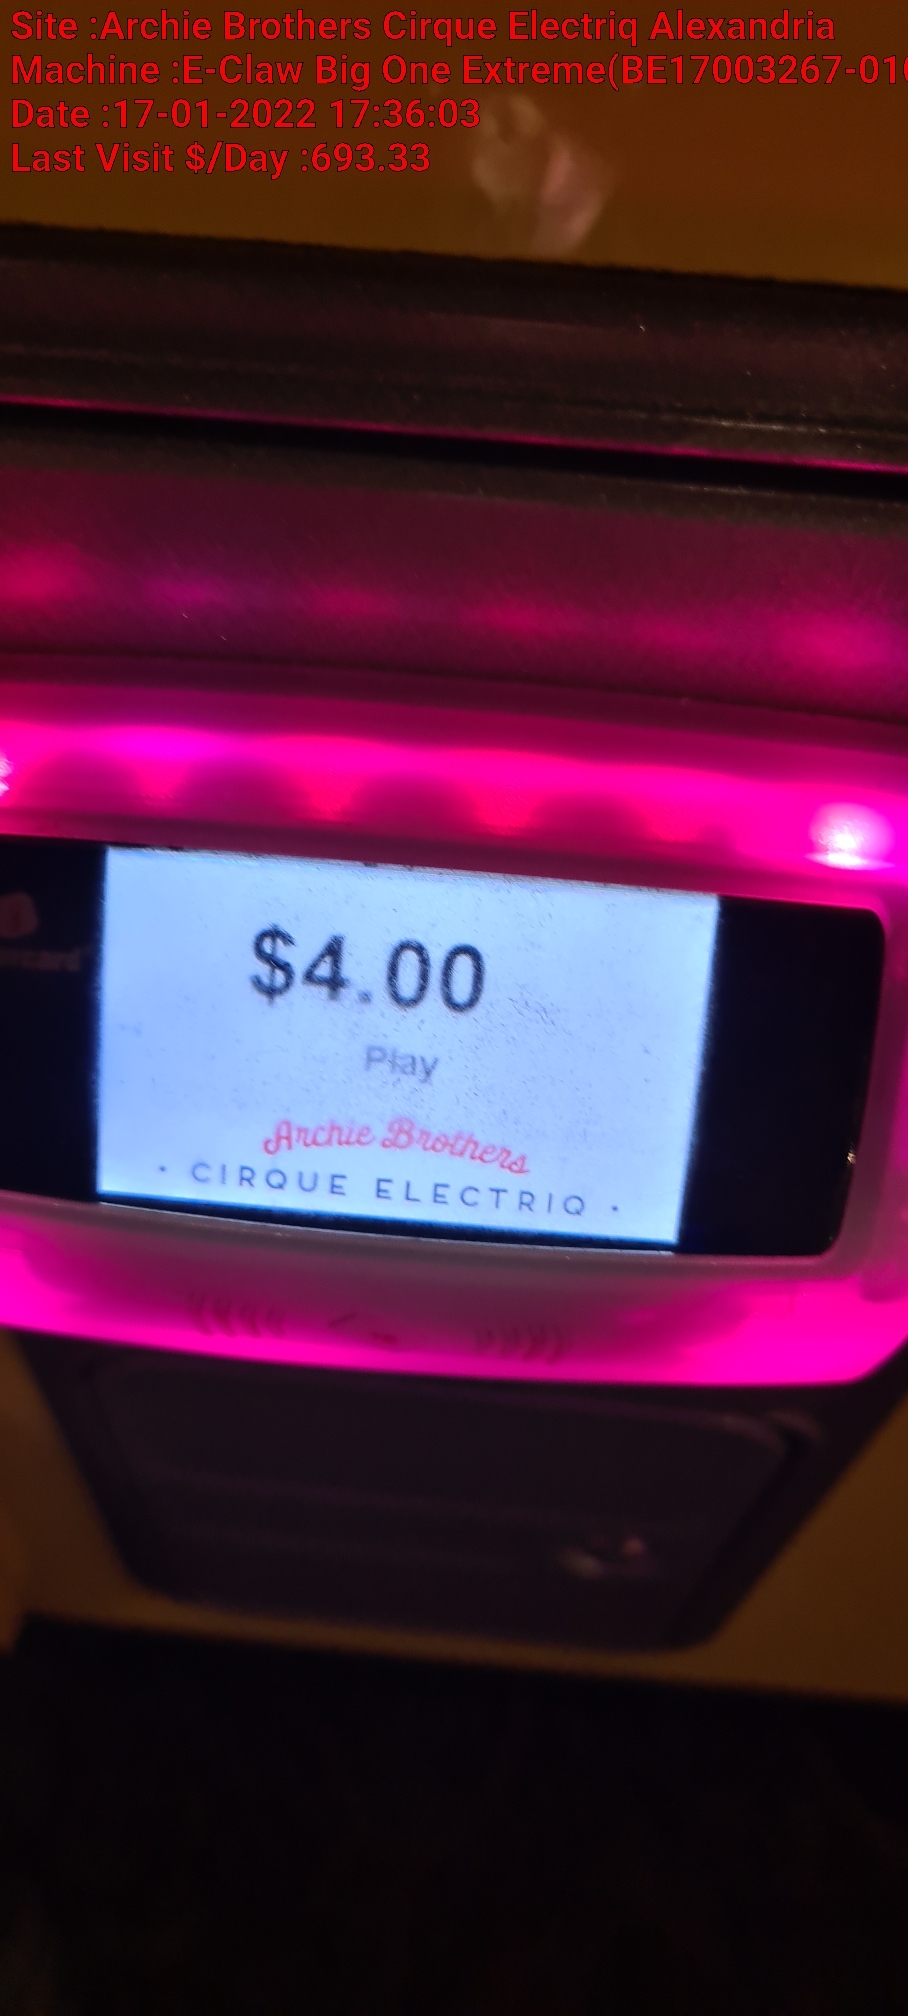 Site :Archie Brothers Cirque Electriq Alexandria
Machine :E-Claw Big One Extreme(BE17003267-010
Date :17-01-2022 17:36:03
Last Visit $/Day :693.33
$4.00
Play
Archie Brothers
· CIRQUE ELECTRIQ ·